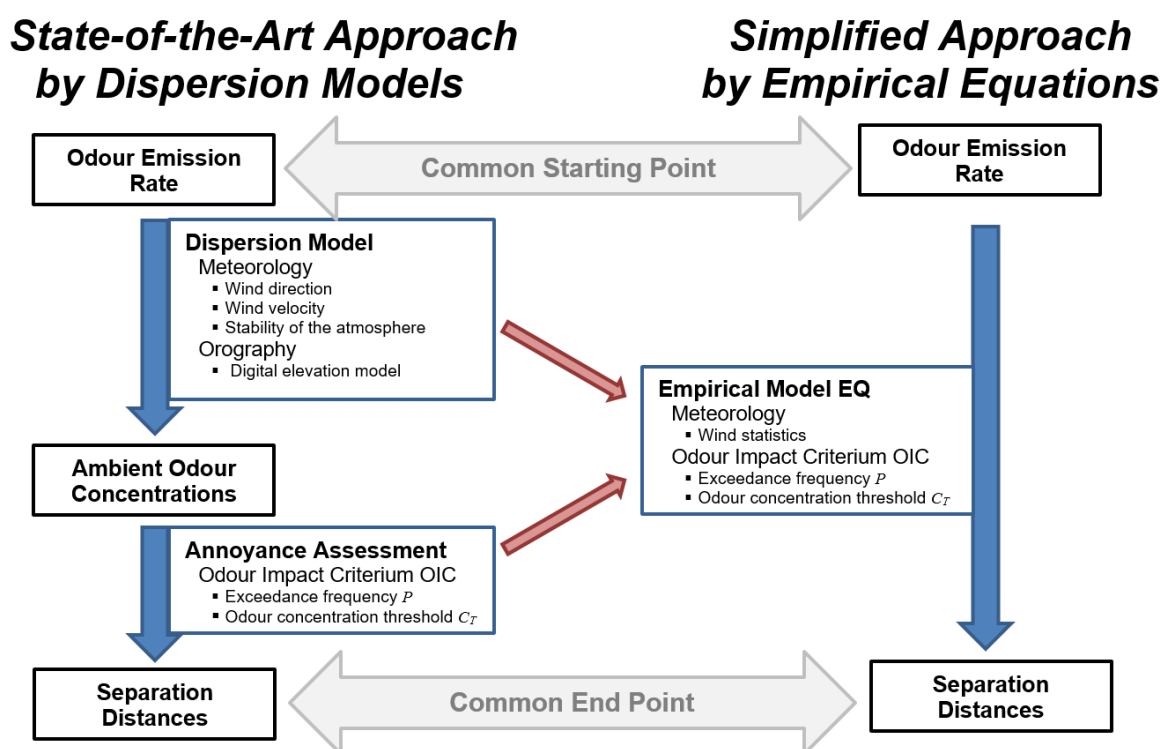 State-of-the-Art Approach
by Dispersion Models
Simplified Approach
by Empirical Equations
Odour Emission
Rate
Common Starting Point
Odour Emission
Rate
Dispersion Model
Meteorology
▪ Wind direction
▪ Wind velocity
▪ Stability of the atmosphere
Orography
▪ Digital elevation model
Empirical Model EQ
Meteorology
▪ Wind statistics
Odour Impact Criterium OIC
▪ Exceedance frequency P
▪ Odour concentration threshold C_T
Ambient Odour
Concentrations
Annoyance Assessment
Odour Impact Criterium OIC
▪ Exceedance frequency P
▪ Odour concentration threshold C_T
Separation
Distances
Common End Point
Separation
Distances